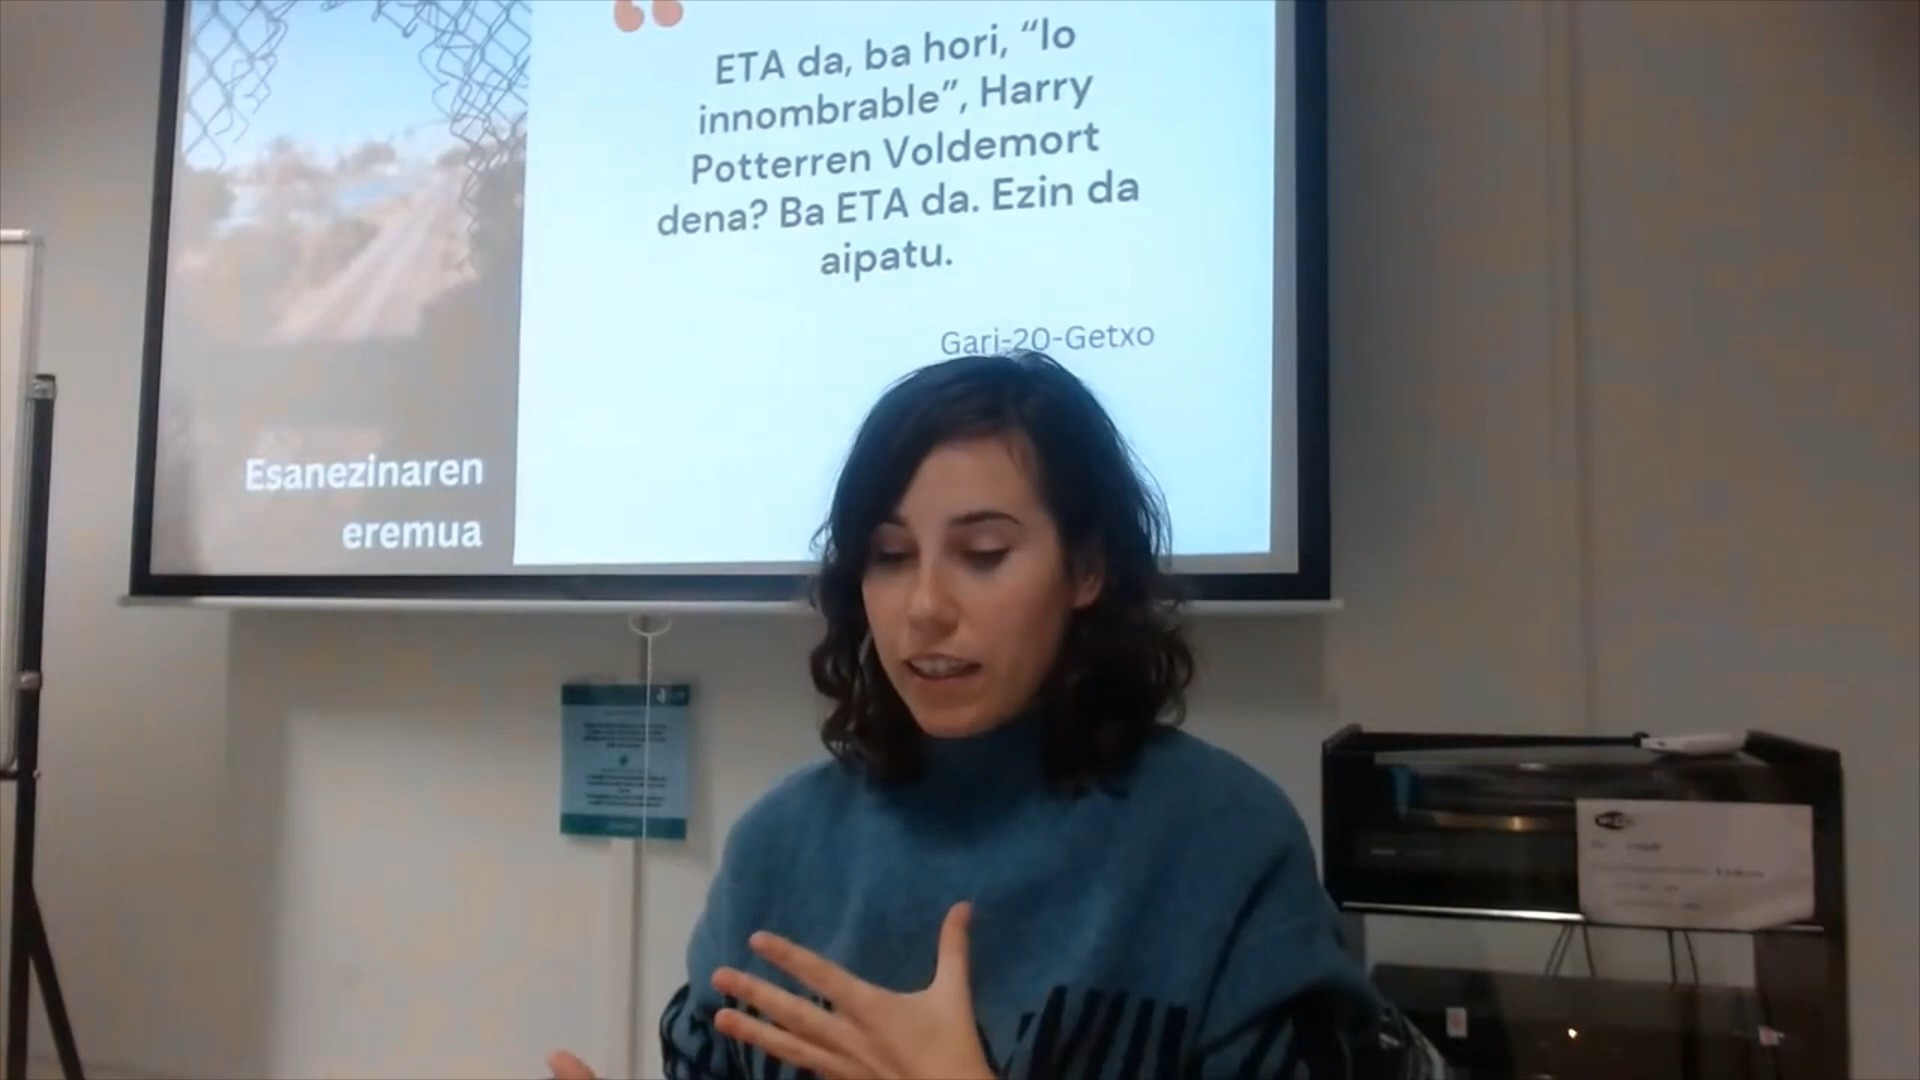 ETA da, ba hori, “lo
innombrable”, Harry
Potterren Voldemort
dena? Ba ETA da. Ezin da
aipatu.
Gari-20-Getxo
Esanezinaren
eremua